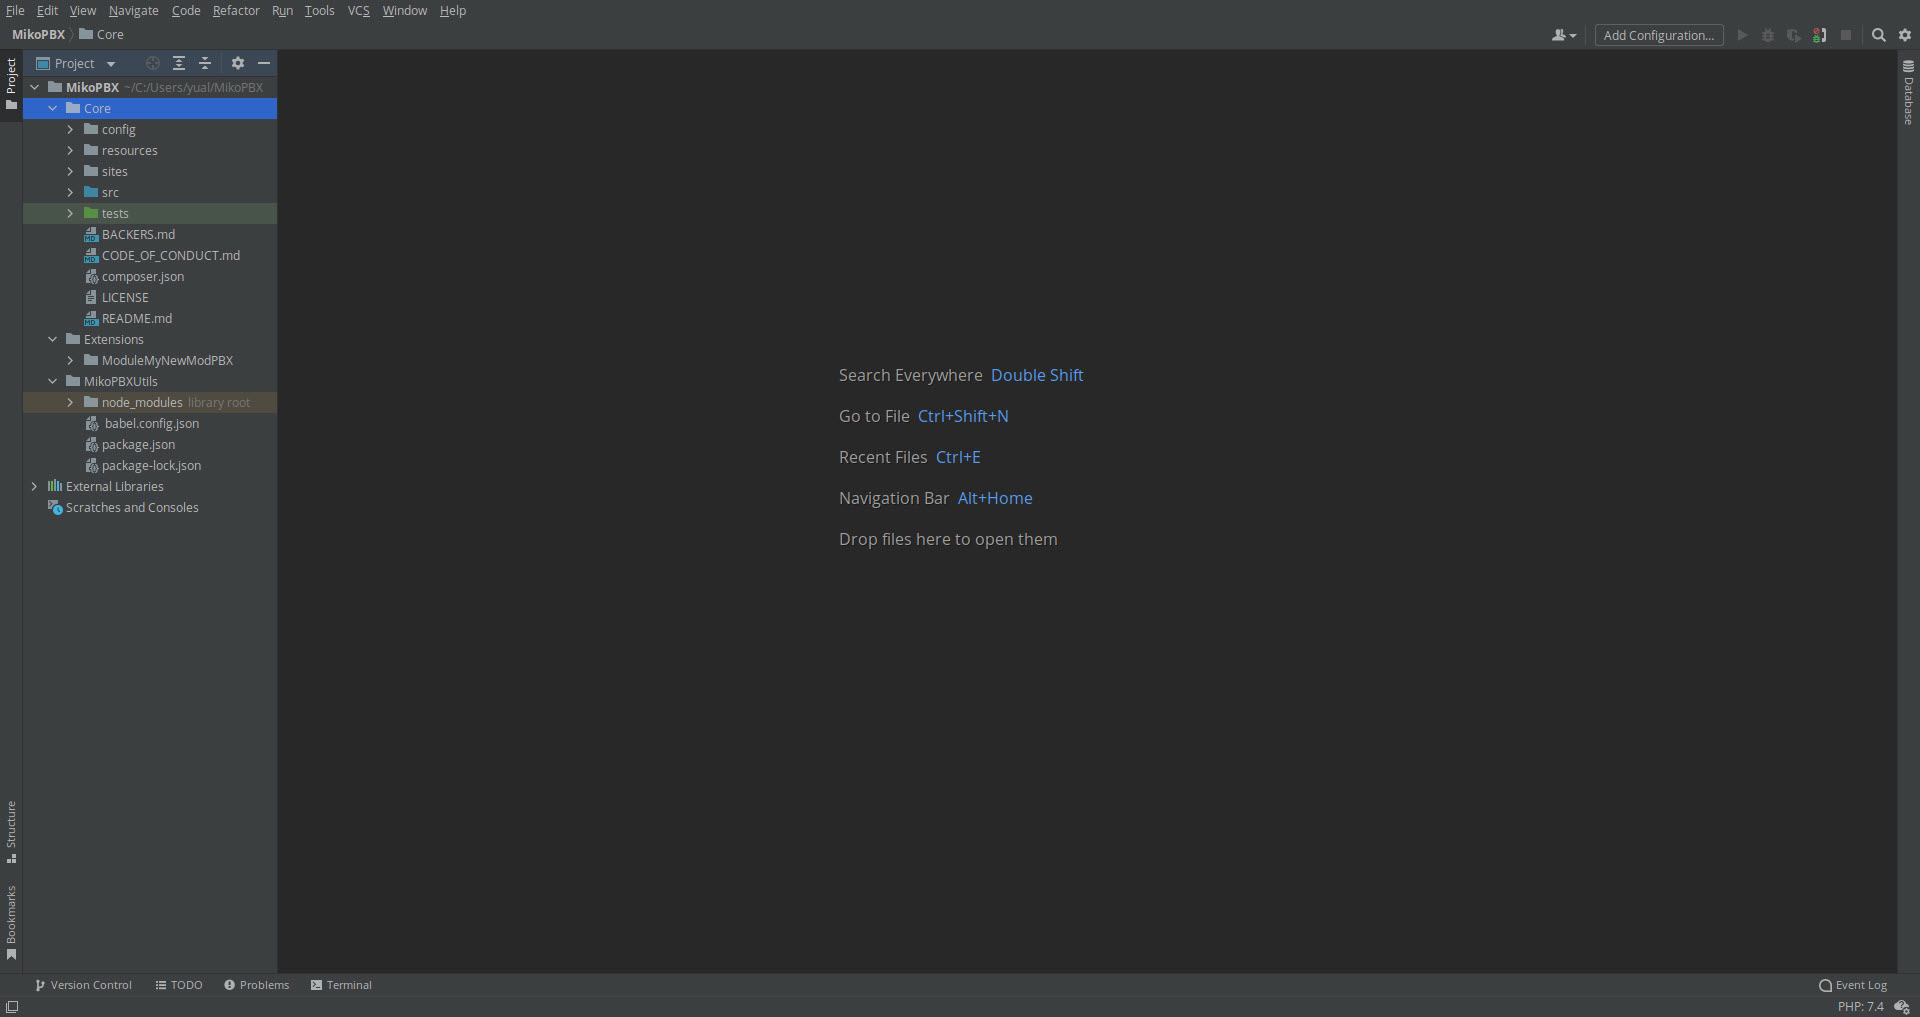 File Edit View Navigate Code Refactor Run Tools VCS Window Help
MikoPBX Core
Add Configuration...
Project
MikoPBX ~/C:/Users/yual/MikoPBX
Core
config
resources
sites
src
tests
BACKERS.md
CODE_OF_CONDUCT.md
composer.json
LICENSE
README.md
Extensions
ModuleMyNewModPBX
MikoPBXUtils
node_modules library root
babel.config.json
package.json
package-lock.json
External Libraries
Scratches and Consoles
Project
Structure
Bookmarks
Search Everywhere Double Shift
Go to File Ctrl+Shift+N
Recent Files Ctrl+E
Navigation Bar Alt+Home
Drop files here to open them
Database
Version Control TODO Problems Terminal
Event Log
PHP: 7.4